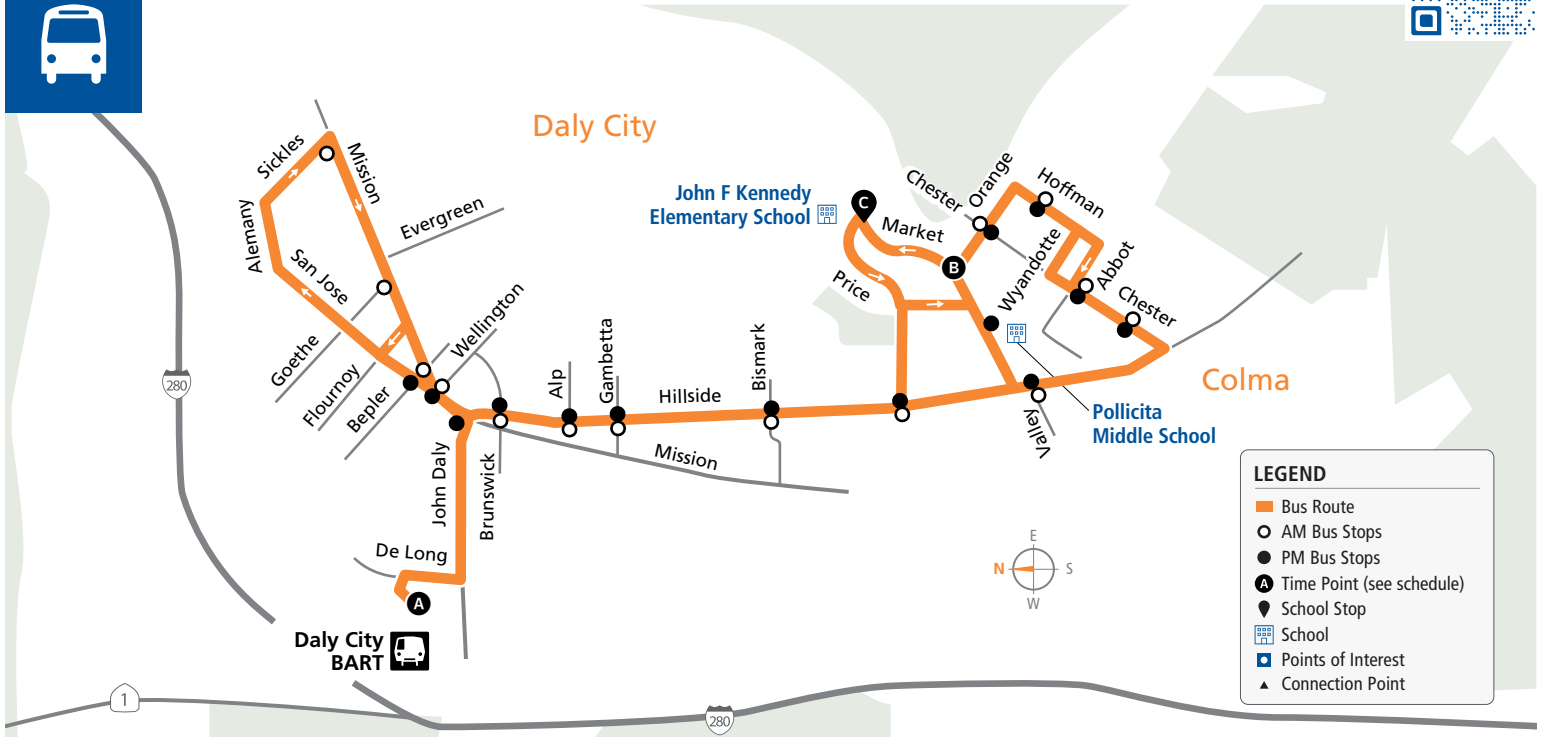 Daly City
Sickles
Mission
Alemany
San Jose
Evergreen
Goethe
Flournoy
Bepler
Wellington
John F Kennedy
Elementary School
C
Market
Price
B
Chester
Orange
Hoffman
Wyandotte
Abbot
Chester
Alp
Gambetta
Bismark
Hillside
Mission
Brunswick
John Daly
De Long
A
Valley
Pollicita
Middle School
Colma
Daly City
BART
280
1
280
E
N
S
W
LEGEND
Bus Route
AM Bus Stops
PM Bus Stops
A Time Point (see schedule)
School Stop
School
Points of Interest
Connection Point